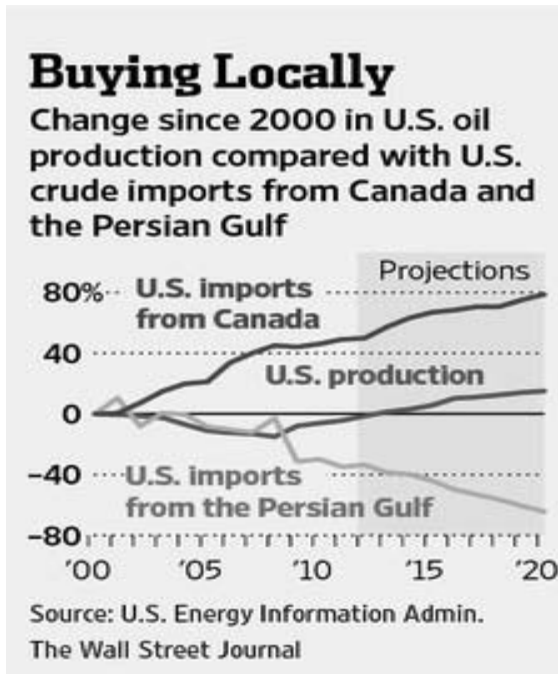 Buying Locally
Change since 2000 in U.S. oil
production compared with U.S.
crude imports from Canada and
the Persian Gulf
Projections
80%
U.S. imports
from Canada
40
U.S. production
0
-40
U.S. imports
from the Persian Gulf
-80
'00 '05 '10 '15 '20
Source: U.S. Energy Information Admin.
The Wall Street Journal